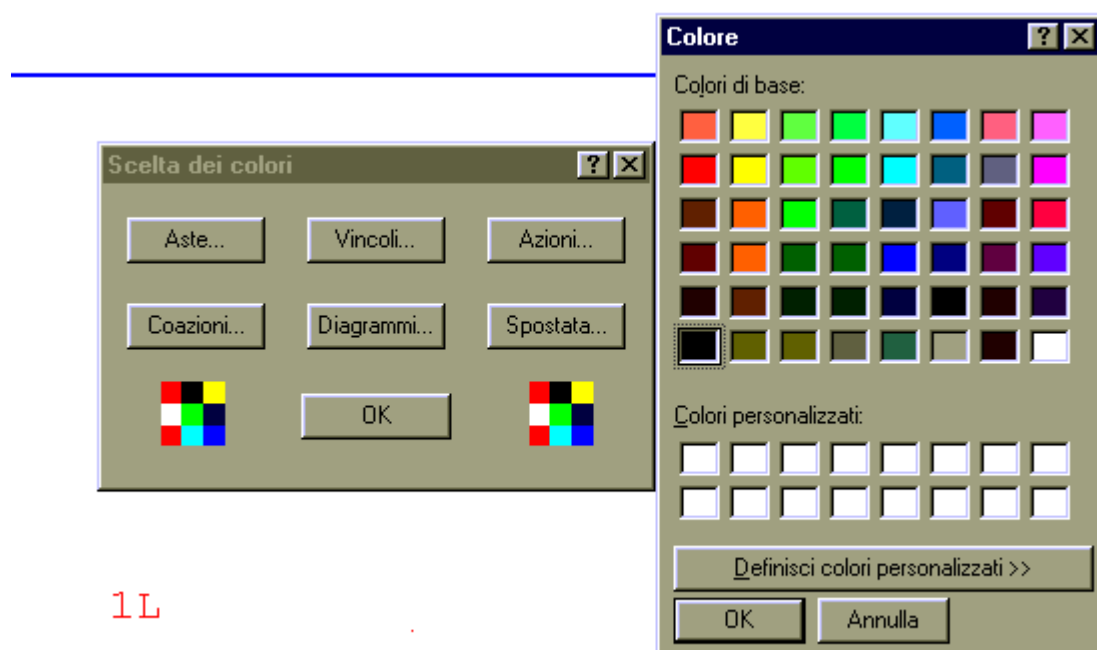 Colore
Colori di base:
Scelta dei colori
Aste...
Vincoli...
Azioni...
Coazioni...
Diagrammi...
Spostata...
OK
Colori personalizzati:
Definisci colori personalizzati >>
OK
Annulla
1L